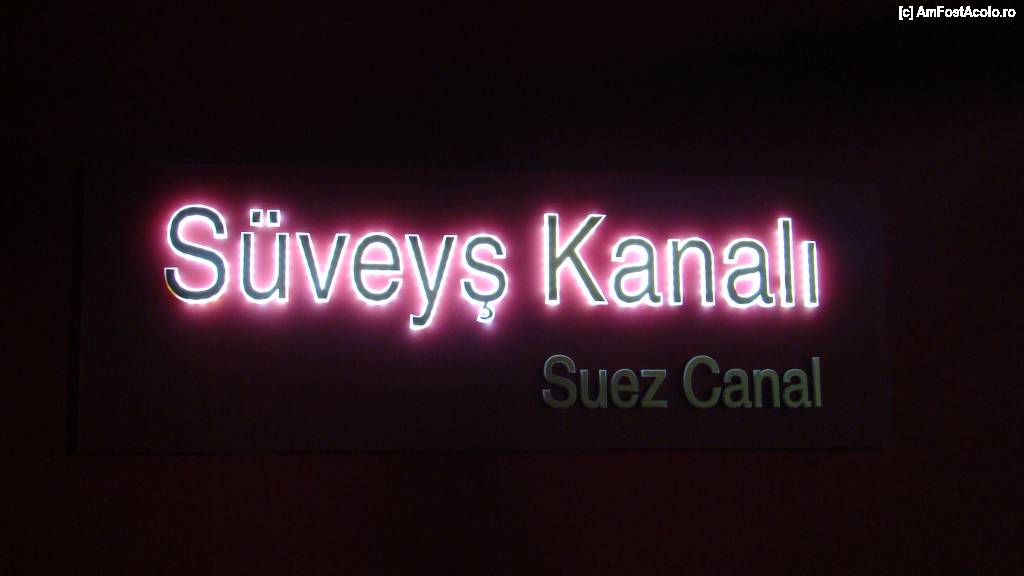 [c] AmFostAcolo.ro
Süveyş Kanalı
Suez Canal